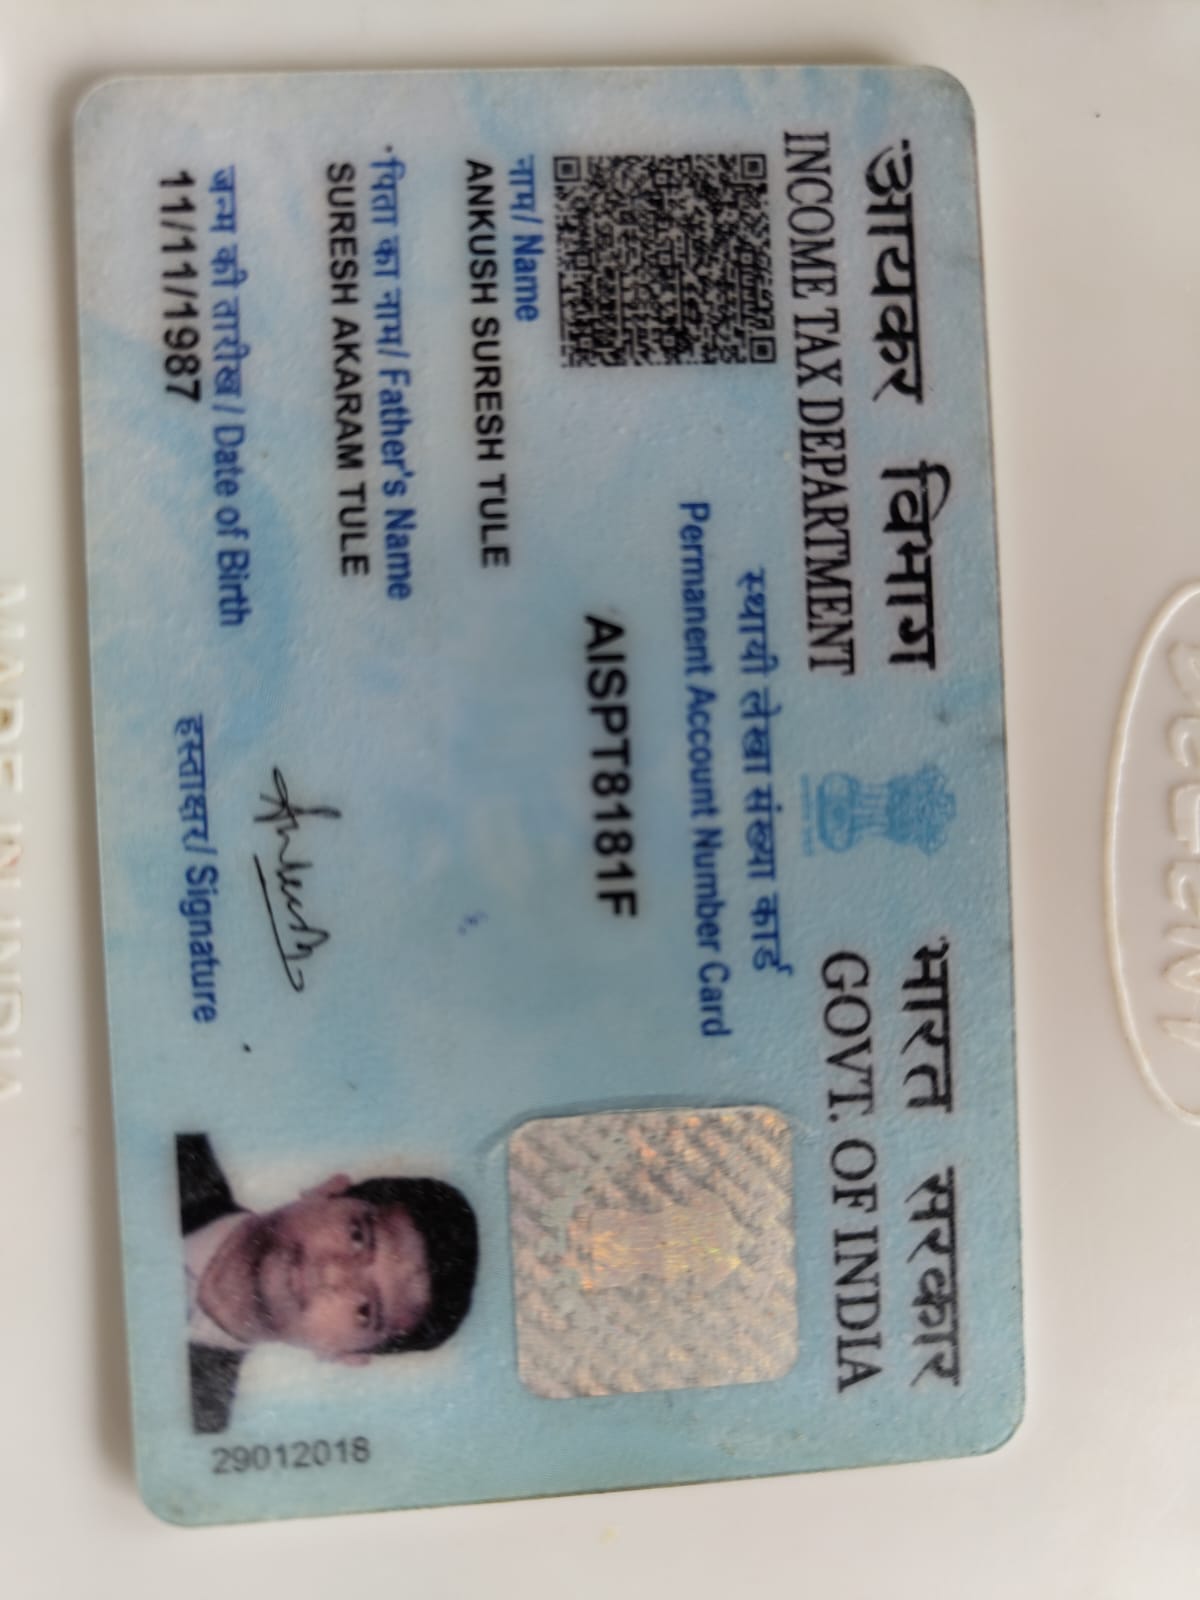 आयकर विभाग
INCOME TAX DEPARTMENT
भारत सरकार
GOVT. OF INDIA
स्थायी लेखा संख्या कार्ड
Permanent Account Number Card
AISPT8181F
नाम/ Name
ANKUSH SURESH TULE
पिता का नाम/ Father's Name
SURESH AKARAM TULE
जन्म की तारीख/ Date of Birth
11/11/1987
हस्ताक्षर/ Signature
29012018
MADE IN INDIA